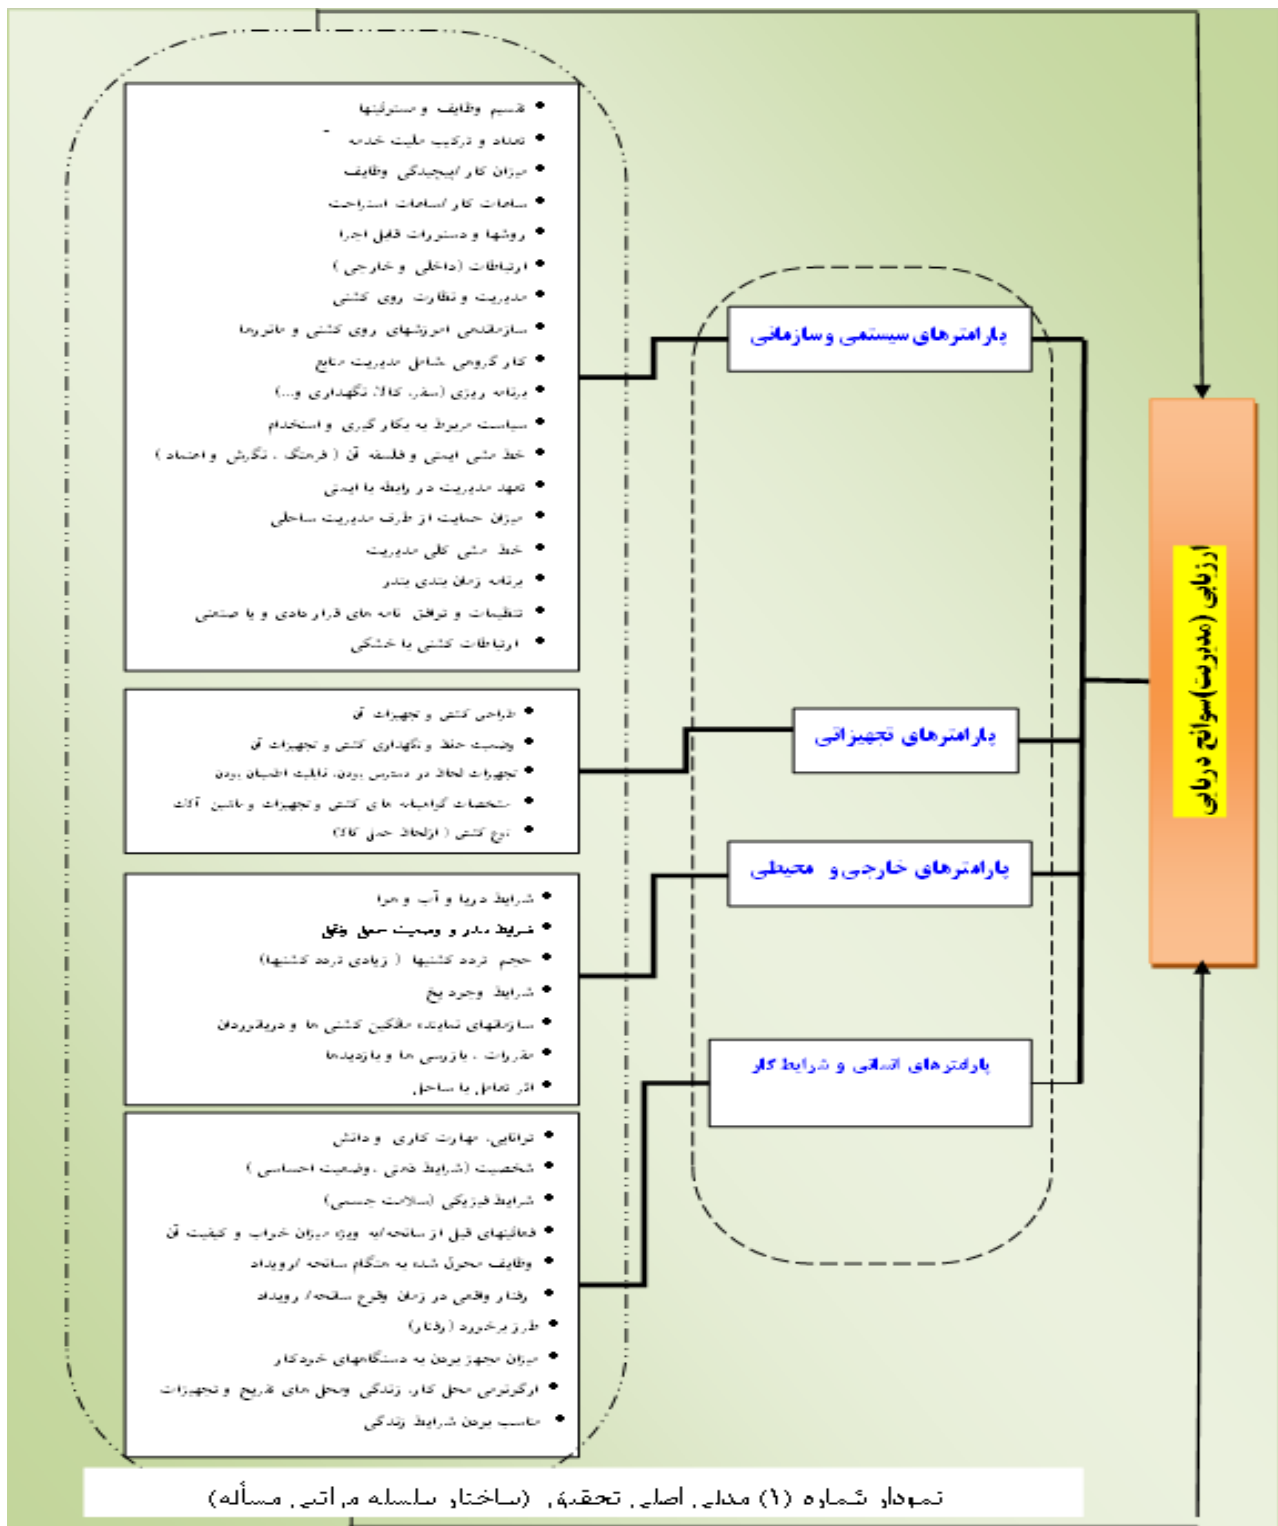 ارزیابی (مدیریت)سوانح دریایی
پارامترهای سیستمی وسازمانی
پارامترهای تجهیزاتی
پارامترهای خارجی و محیطی
پارامترهای انسانی و شرایط کار
تقسیم وظایف و مسئولیتها
تعداد و ترکیب ملیت خدمه
میزان کار /پیچیدگی وظایف
ساعات کار /ساعات استراحت
روشها و دستورات قابل اجرا
ارتباطات (داخلی و خارجی )
مدیریت و نظارت روی کشتی
سازماندهی آموزشهای روی کشتی و مانورها
کار گروهی شامل مدیریت منابع
برنامه ریزی (سفر، کالا، نگهداری و...)
سیاست مربوط به بکار گیری و استخدام
خط مشی ایمنی و فلسفه آن ( فرهنگ ، نگرش و اعتماد )
تعهد مدیریت در رابطه با ایمنی
میزان حمایت از طرف مدیریت ساحلی
خط مشی کلی مدیریت
برنامه زمان بندی بندر
تنظیمات و توافق نامه های قرار دادی و یا صنعتی
ارتباطات کشتی با خشکی
طراحی کشتی و تجهیزات آن
وضعیت حفظ و نگهداری کشتی و تجهیزات آن
تجهیزات لحاظ در دسترس بودن، قابلیت اطمینان بودن
مشخصات گواهینامه های کشتی و تجهیزات و ماشین آلات
نوع کشتی ( ازلحاظ حمل کالا)
شرایط دریا و آب و هوا
شرایط بندر و وضعیت حمل ونقل
حجم تردد کشتیها ( زیادی تردد کشتیها)
شرایط وجود یخ
سازمانهای نماینده مالکین کشتی ها و دریانوردان
مقررات ، بازرسی ها و بازدیدها
اثر تعامل با ساحل
توانایی، مهارت کاری و دانش
شخصیت (شرایط ذهنی ، وضعیت احساسی )
شرایط فیزیکی (سلامت جسمی)
فعالیتهای قبل از سانحه/به ویژه میزان خواب و کیفیت آن
وظایف محول شده به هنگام سانحه /رویداد
رفتار واقعی در زمان وقوع سانحه/ رویداد
طرز برخورد (رفتار)
میزان مجهز بودن به دستگاههای خودکار
ارگونومی محل کار، زندگی ومحل های تفریح و تجهیزات
مناسب بودن شرایط زندگی
نمودار شماره (۱) مدل اصلی تحقیق (ساختار سلسله مراتبی مسأله)